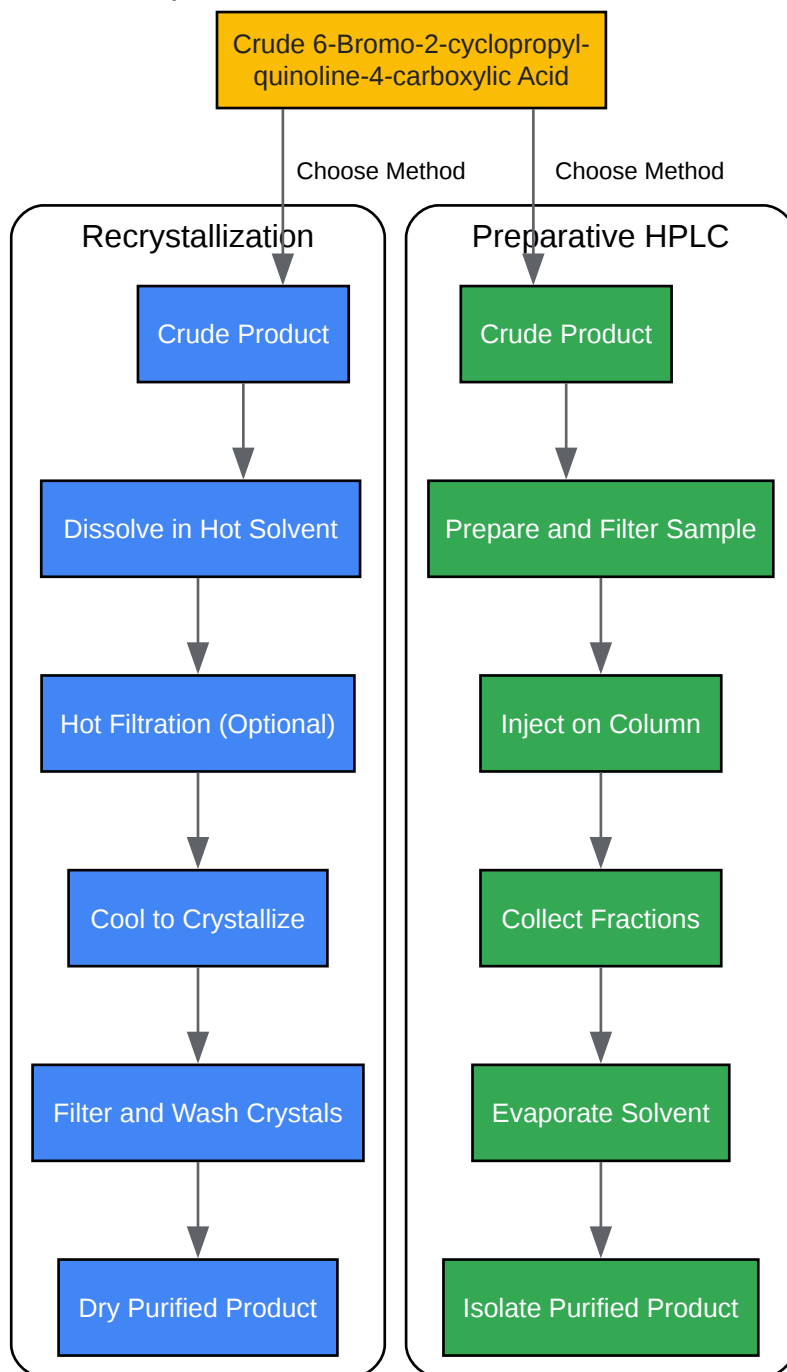 Crude 6-Bromo-2-cyclopropyl-
quinoline-4-carboxylic Acid
Choose Method
Choose Method
Recrystallization
Crude Product
Dissolve in Hot Solvent
Hot Filtration (Optional)
Cool to Crystallize
Filter and Wash Crystals
Dry Purified Product
Preparative HPLC
Crude Product
Prepare and Filter Sample
Inject on Column
Collect Fractions
Evaporate Solvent
Isolate Purified Product